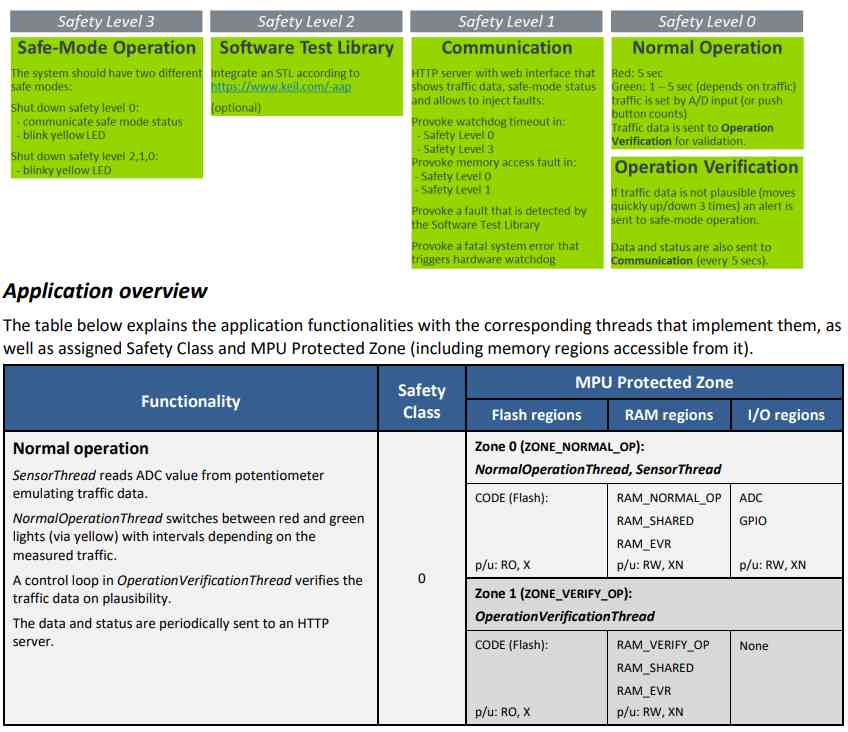 Safety Level 3
Safe-Mode Operation
The system should have two different
safe modes:
Shut down safety level 0:
- communicate safe mode status
- blink yellow LED
Shut down safety level 2,1,0:
- blinky yellow LED
Safety Level 2
Software Test Library
Integrate an STL according to
https://www.keil.com/-aap
(optional)
Safety Level 1
Communication
HTTP server with web interface that
shows traffic data, safe-mode status
and allows to inject faults:
Provoke watchdog timeout in:
- Safety Level 0
- Safety Level 3
Provoke memory access fault in:
- Safety Level 0
- Safety Level 1
Provoke a fault that is detected by
the Software Test Library
Provoke a fatal system error that
triggers hardware watchdog
Safety Level 0
Normal Operation
Red: 5 sec
Green: 1 – 5 sec (depends on traffic)
traffic is set by A/D input (or push
button counts)
Traffic data is sent to Operation
Verification for validation.
Operation Verification
If traffic data is not plausible (moves
quickly up/down 3 times) an alert is
sent to safe-mode operation.
Data and status are also sent to
Communication (every 5 secs).
Application overview
The table below explains the application functionalities with the corresponding threads that implement them, as
well as assigned Safety Class and MPU Protected Zone (including memory regions accessible from it).
Functionality
Safety
Class
MPU Protected Zone
Flash regions
RAM regions
I/O regions
Normal operation
SensorThread reads ADC value from potentiometer
emulating traffic data.
NormalOperationThread switches between red and green
lights (via yellow) with intervals depending on the
measured traffic.
A control loop in OperationVerificationThread verifies the
traffic data on plausibility.
The data and status are periodically sent to an HTTP
server.
0
Zone 0 (ZONE_NORMAL_OP):
NormalOperationThread, SensorThread
CODE (Flash):
p/u: RO, X
RAM_NORMAL_OP
RAM_SHARED
RAM_EVR
p/u: RW, XN
ADC
GPIO
p/u: RW, XN
Zone 1 (ZONE_VERIFY_OP):
OperationVerificationThread
CODE (Flash):
p/u: RO, X
RAM_VERIFY_OP
RAM_SHARED
RAM_EVR
p/u: RW, XN
None